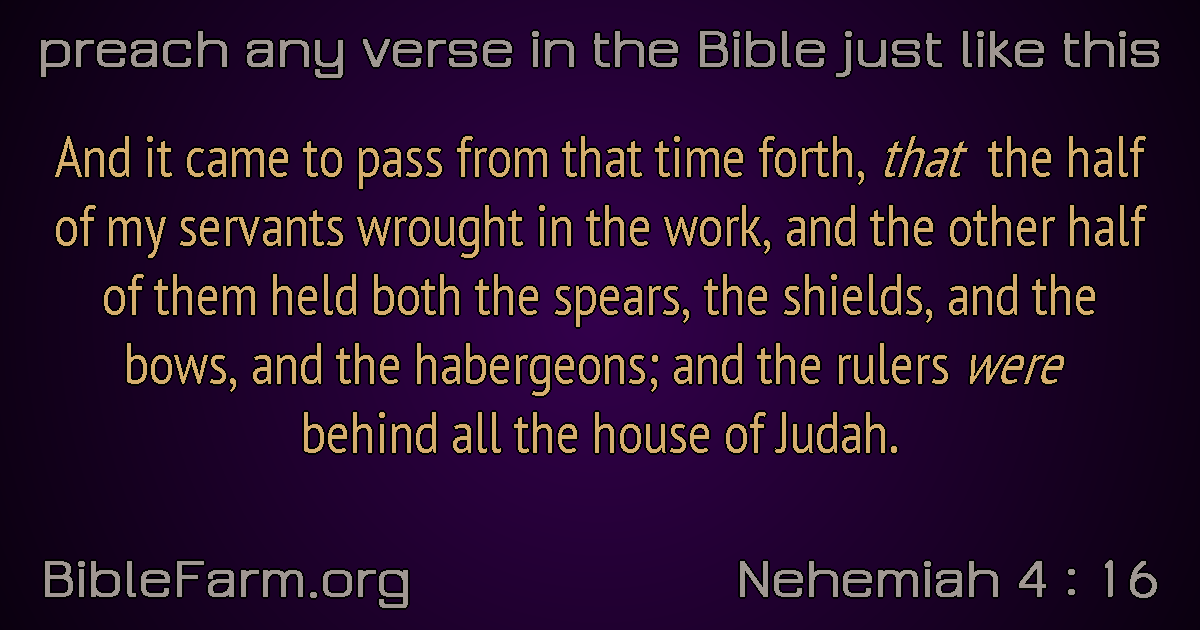 preach any verse in the Bible just like this
And it came to pass from that time forth, that the half
of my servants wrought in the work, and the other half
of them held both the spears, the shields, and the
bows, and the habergeons; and the rulers were
behind all the house of Judah.
BibleFarm.org
Nehemiah 4 : 16